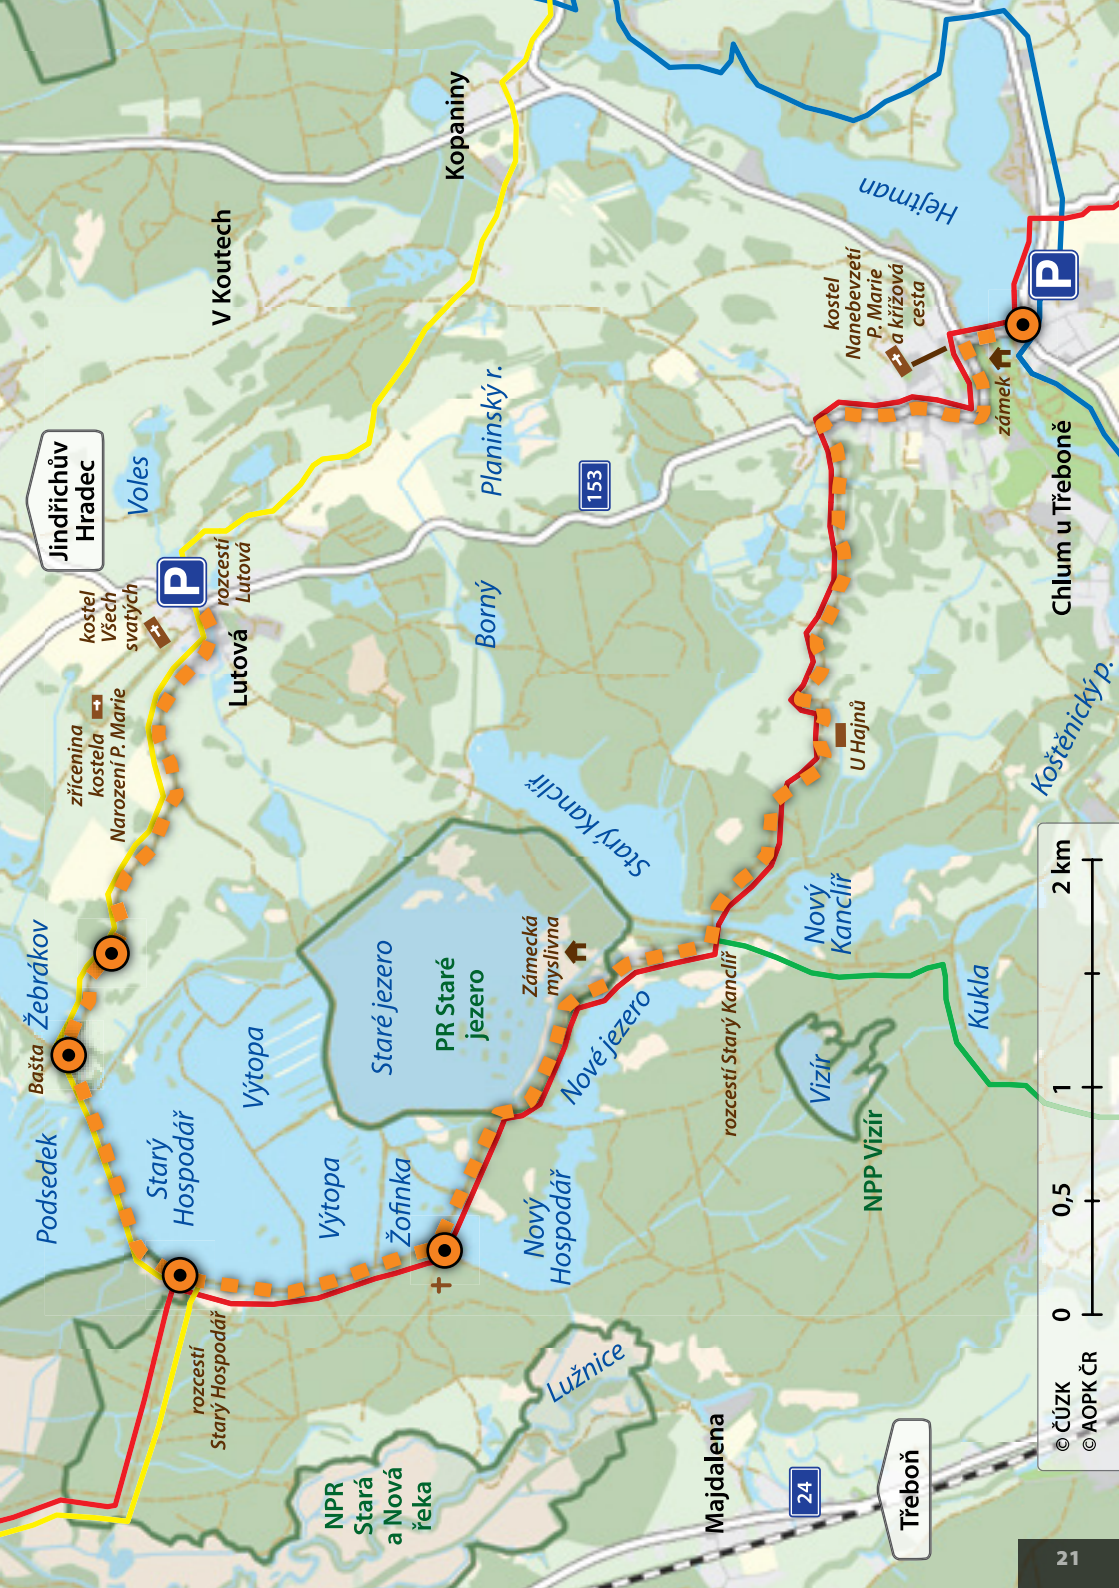 Kopaniny
V Koutech
Hejtman
kostel
Nanebevzetí
P. Marie
a křížová
cesta
P
zámek
Chlum u Třeboně
Planinský r.
153
Jindřichův
Hradec
Voles
P
rozcestí
Lutová
kostel
Všech
svatých
Lutová
zřícenina
kostela
Narození P. Marie
Borný
U Hajnů
Koštěnický p.
Starý Kanclíř
Nový
Kanclíř
Žebrákov
Bašta
Podsedek
Starý
Hospodář
Výtopa
Výtopa
Žofinka
Staré jezero
PR Staré
jezero
Zámecká
myslivna
Nové jezero
Nový
Hospodář
rozcestí Starý Kanclíř
Vizír
NPP Vizír
Kukla
rozcestí
Starý Hospodář
Lužnice
NPR
Stará
a Nová
řeka
Majdalena
24
Třeboň
0 0,5 1 2 km
© ČÚZK
© AOPK ČR
21